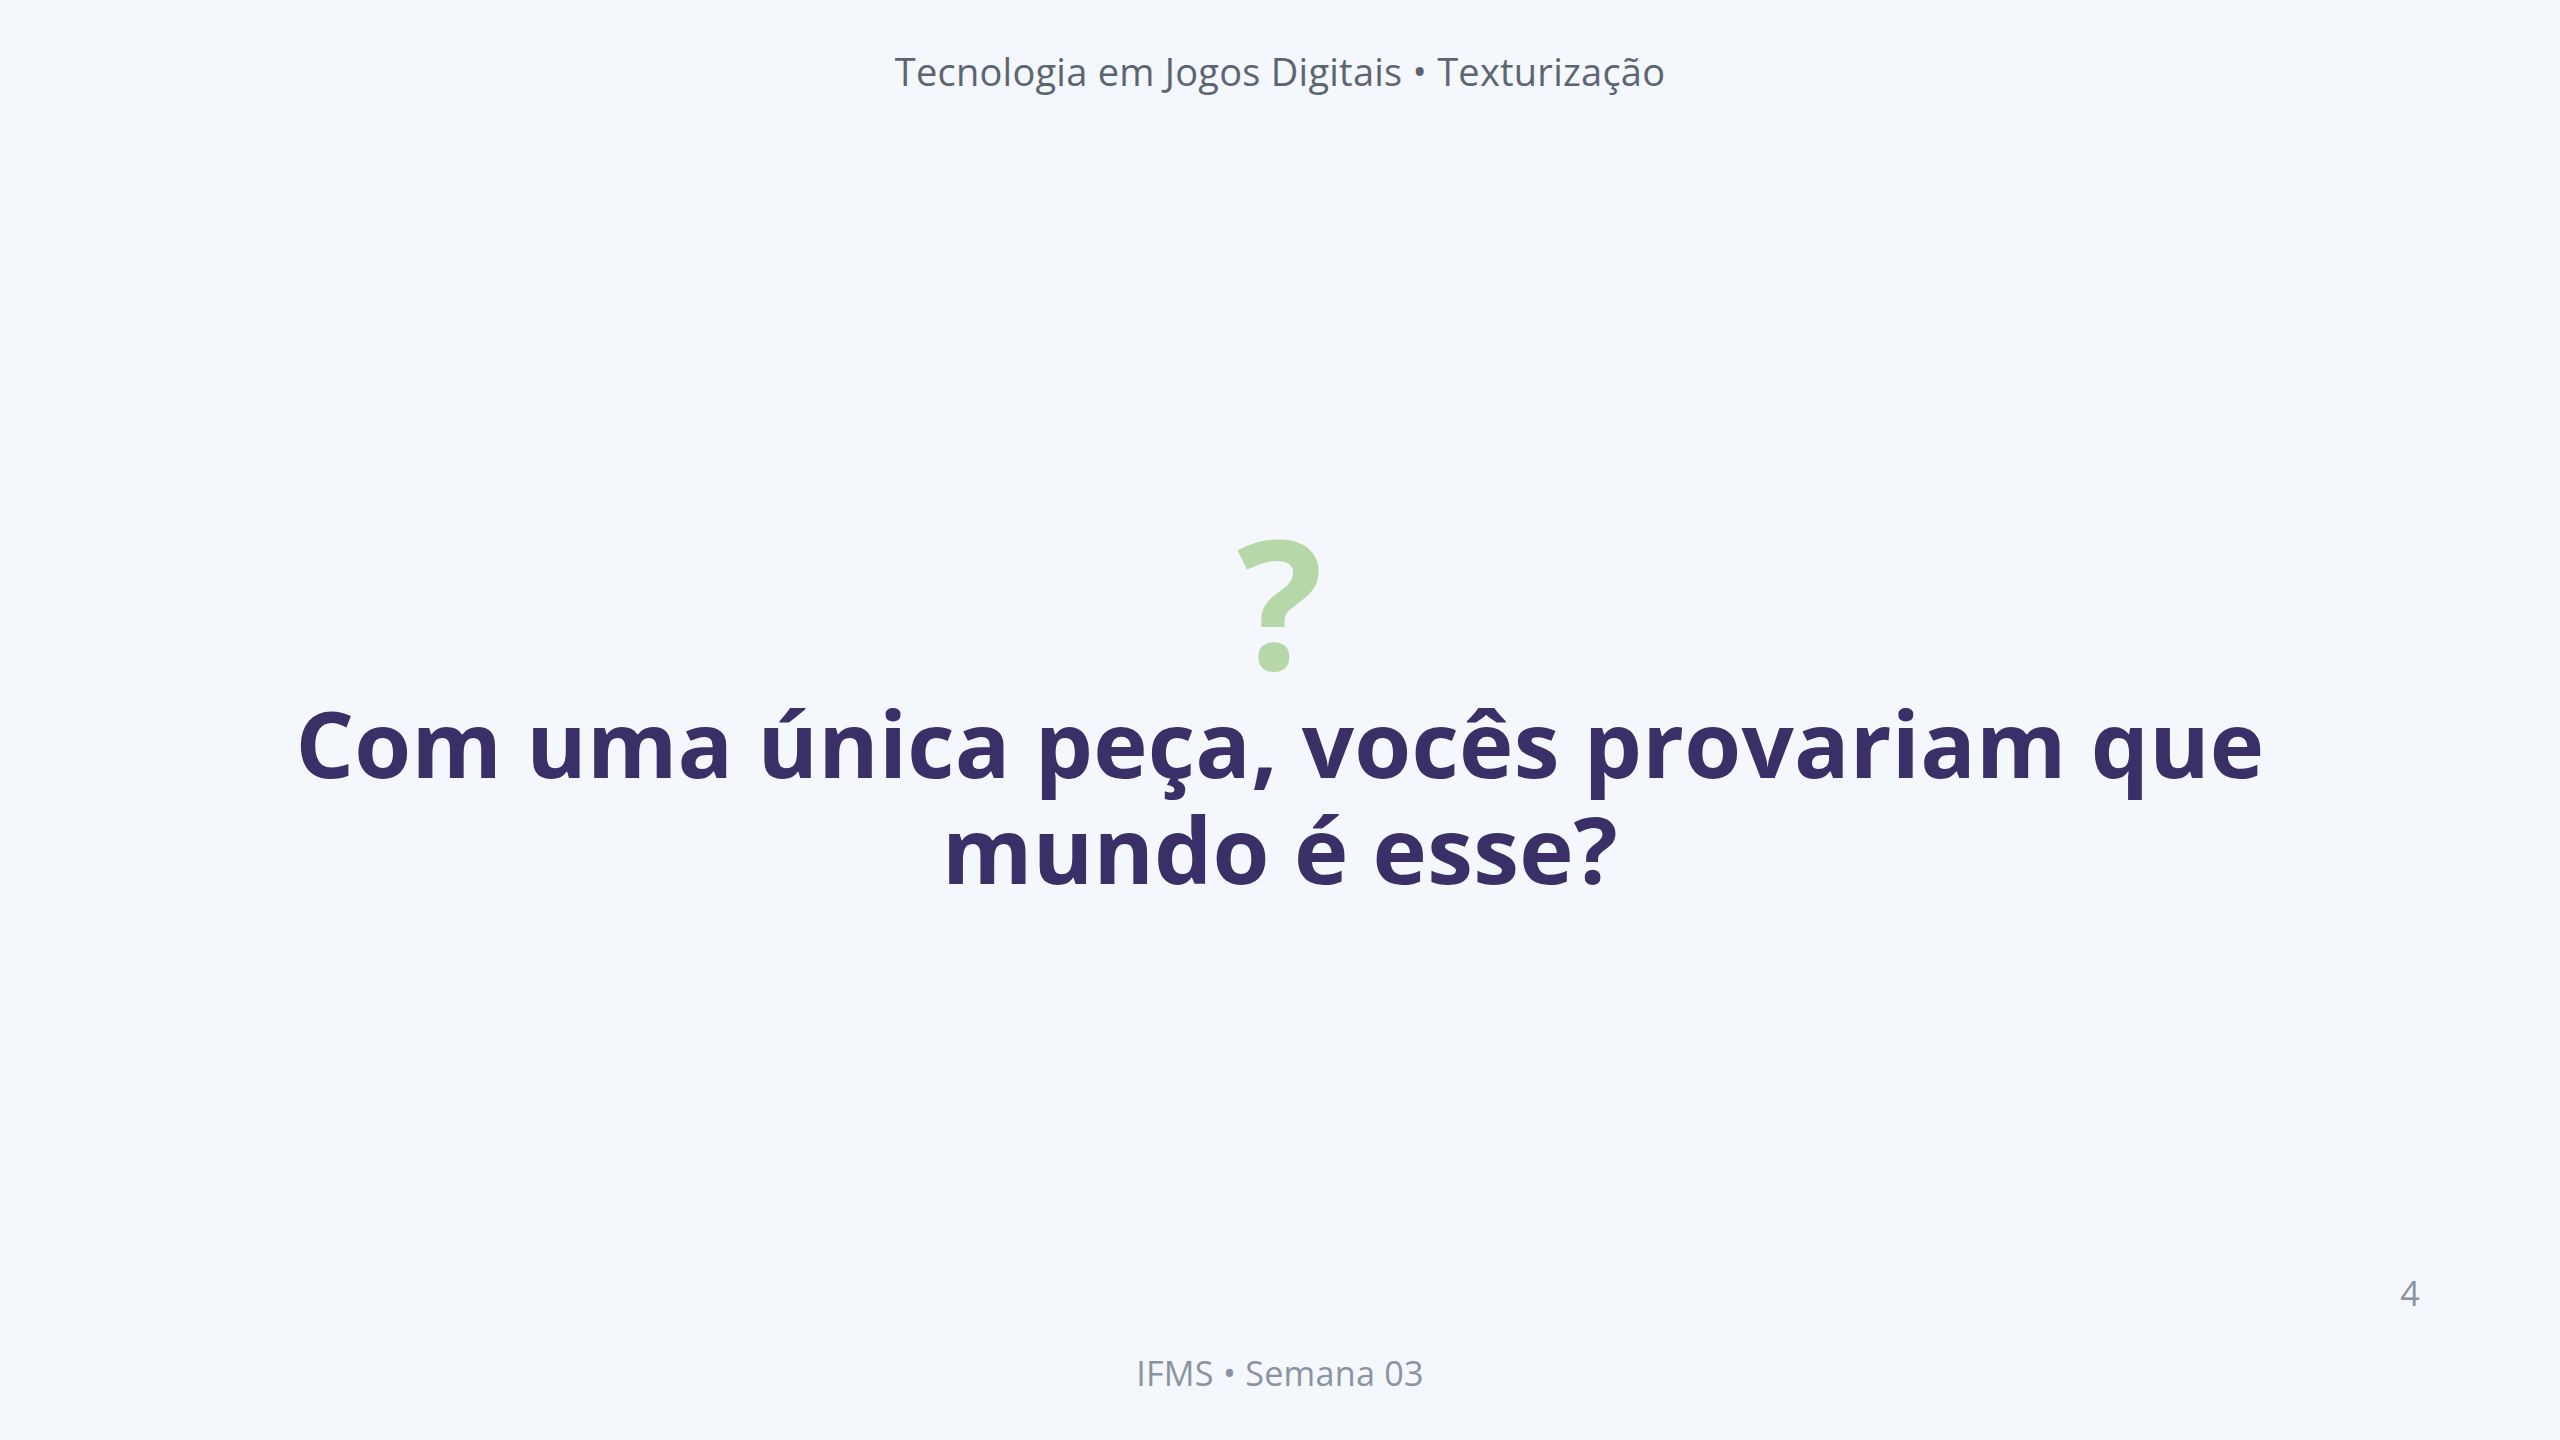 Tecnologia em Jogos Digitais • Texturização
?
Com uma única peça, vocês provariam que
mundo é esse?
4
IFMS • Semana 03